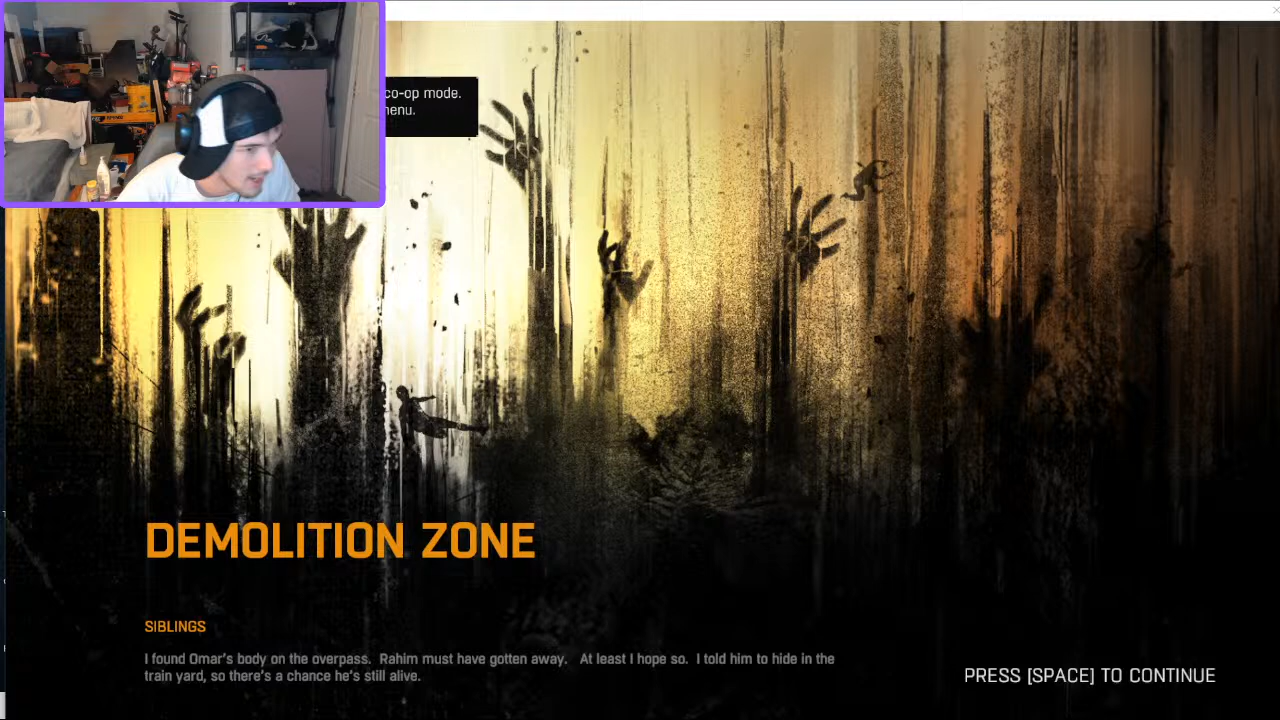 co-op mode.
menu.
DEMOLITION ZONE
SIBLINGS
I found Omar's body on the overpass. Rahim must have gotten away. At least I hope so. I told him to hide in the
train yard, so there's a chance he's still alive.
PRESS [SPACE] TO CONTINUE